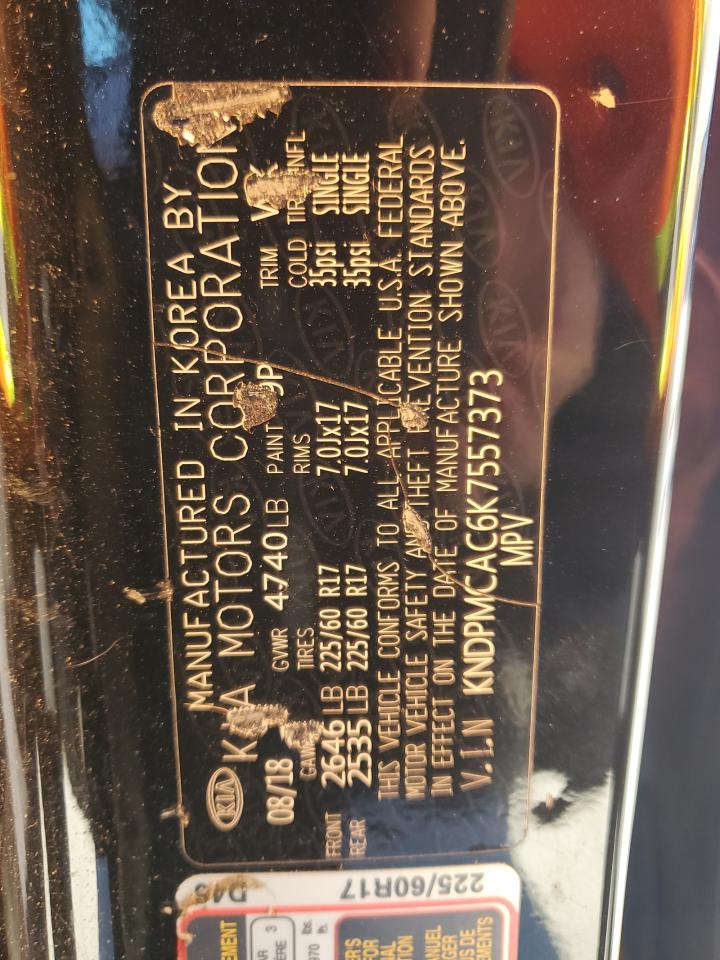 MANUFACTURED IN KOREA BY
KIA KIA MOTORS CORPORATION
08/18 GVWR 4740LB PAINT TRIM
TIRES RIMS COLD TIRE INFL
FRONT 2646LB 225/60 R17 7.0Jx17 35psi SINGLE
REAR 2535LB 225/60 R17 7.0Jx17 35psi SINGLE
THIS VEHICLE CONFORMS TO ALL APPLICABLE U.S.A. FEDERAL
MOTOR VEHICLE SAFETY AND THEFT PREVENTION STANDARDS
IN EFFECT ON THE DATE OF MANUFACTURE SHOWN ABOVE.
V.I.N KNDPMCAC6K7557373
MPV
225/60R17